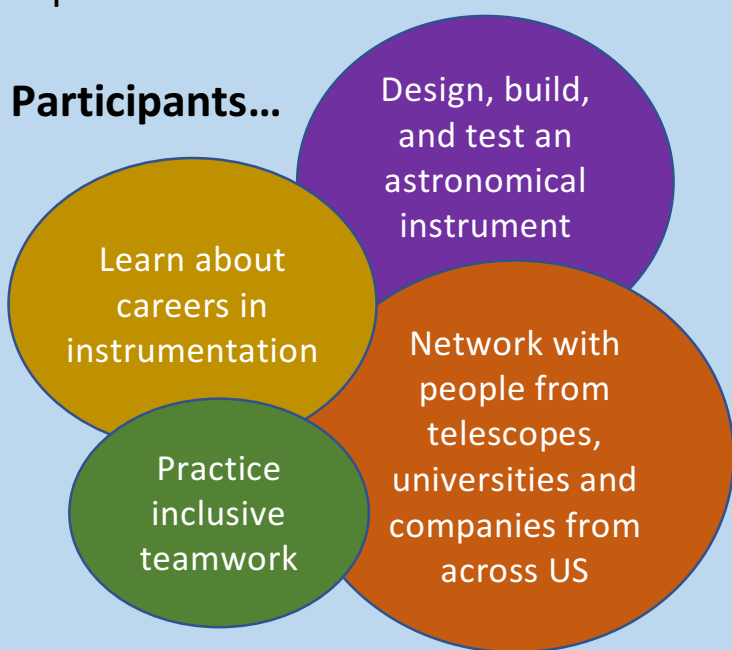 Participants...
Design, build,
and test an
astronomical
instrument
Learn about
careers in
instrumentation
Network with
people from
telescopes,
universities and
companies from
across US
Practice
inclusive
teamwork